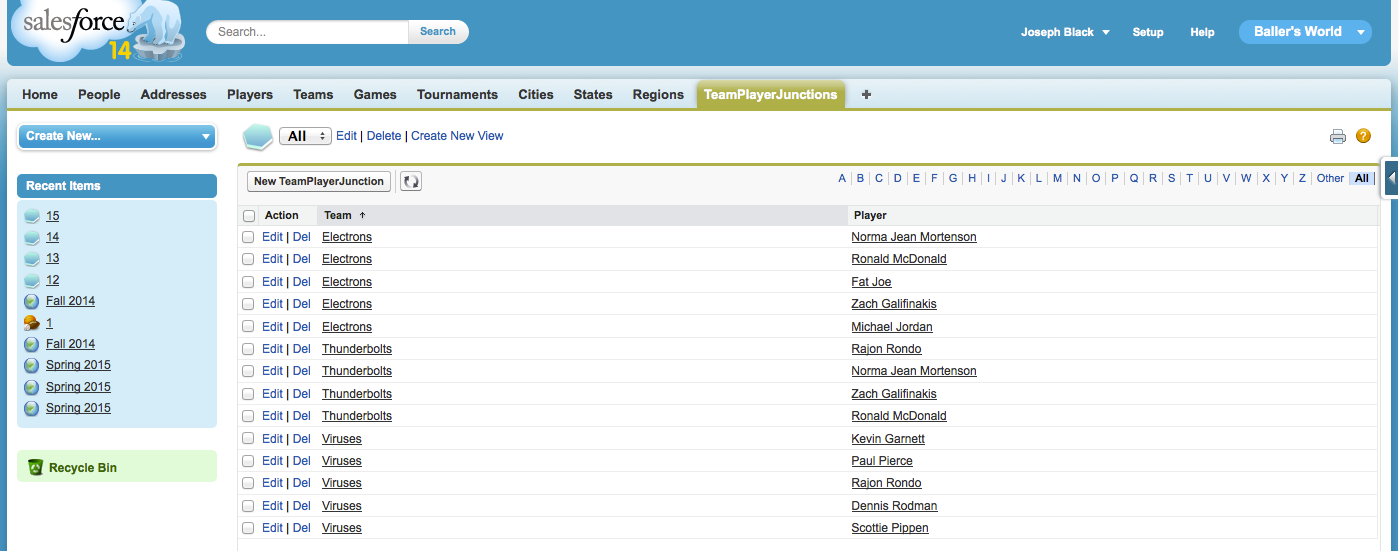 salesforce
14
Search...
Search
Joseph Black
Setup
Help
Baller's World
Home People Addresses Players Teams Games Tournaments Cities States Regions TeamPlayerJunctions +
Create New...
Recent Items
15
14
13
12
Fall 2014
1
Fall 2014
Spring 2015
Spring 2015
Spring 2015
Recycle Bin
All Edit | Delete | Create New View
?
New TeamPlayerJunction
A | B | C | D | E | F | G | H | I | J | K | L | M | N | O | P | Q | R | S | T | U | V | W | X | Y | Z | Other | All |
Action Team Player
Edit | Del Electrons Norma Jean Mortenson
Edit | Del Electrons Ronald McDonald
Edit | Del Electrons Fat Joe
Edit | Del Electrons Zach Galifinakis
Edit | Del Electrons Michael Jordan
Edit | Del Thunderbolts Rajon Rondo
Edit | Del Thunderbolts Norma Jean Mortenson
Edit | Del Thunderbolts Zach Galifinakis
Edit | Del Thunderbolts Ronald McDonald
Edit | Del Viruses Kevin Garnett
Edit | Del Viruses Paul Pierce
Edit | Del Viruses Rajon Rondo
Edit | Del Viruses Dennis Rodman
Edit | Del Viruses Scottie Pippen